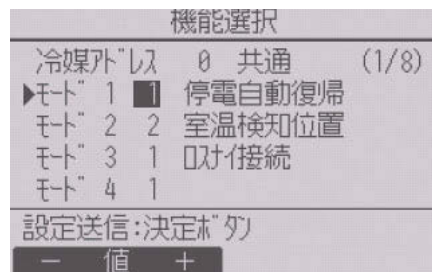 機能選択
冷媒アドレス 0 共通 (1/8)
▶モード 1 1 停電自動復帰
モード 2 2 室温検知位置
モード 3 1 ロスナイ接続
モード 4 1
設定送信:決定ボタン
− 値 +